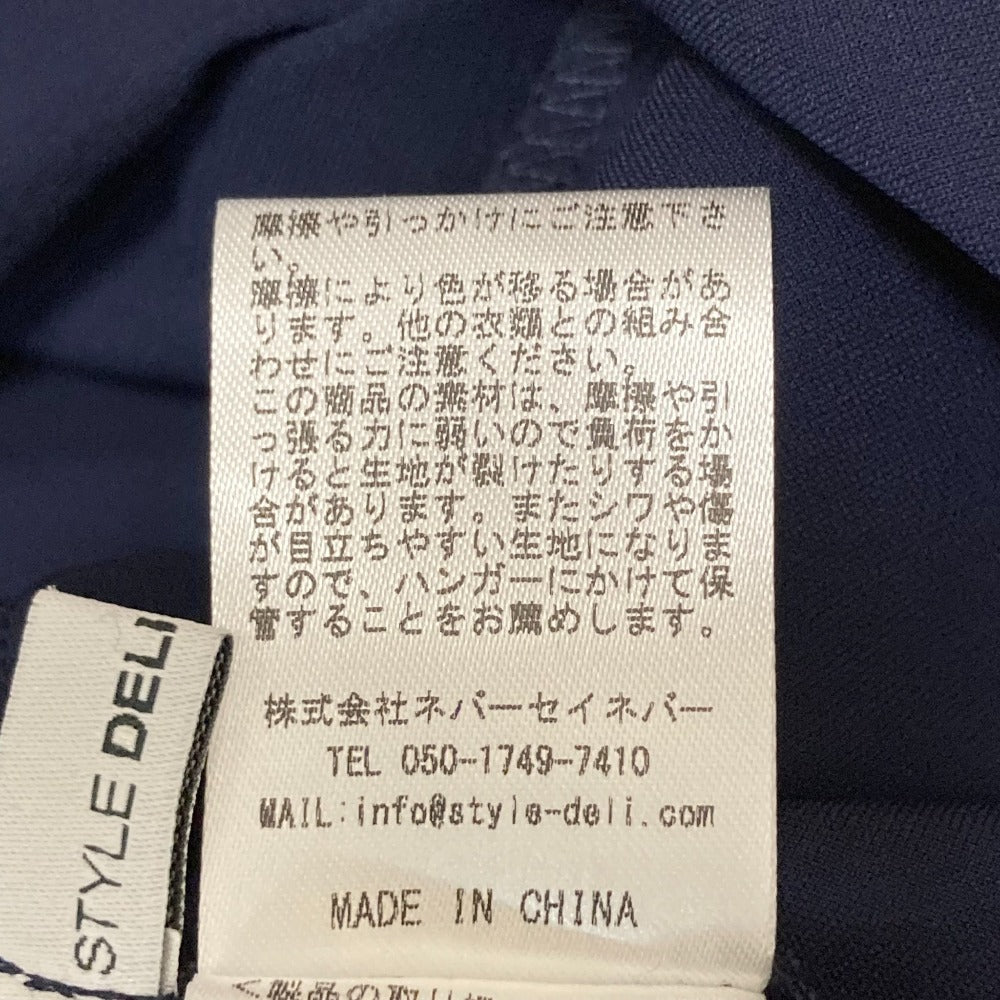 摩擦や引っかけにご注意下さ
い。
摩擦により色が移る場合があ
ります。他の衣類との組み合
わせにご注意ください。
この商品の素材は、摩擦や引
っ張る力に弱いので負荷をか
けると生地が裂けたりする場
合があります。またシワや傷
が目立ちやすい生地になりま
すので、ハンガーにかけて保
管することをお薦めします。
株式会社ネバーセイネバー
TEL 050-1749-7410
MAIL:info@style-deli.com
MADE IN CHINA
STYLE DELI